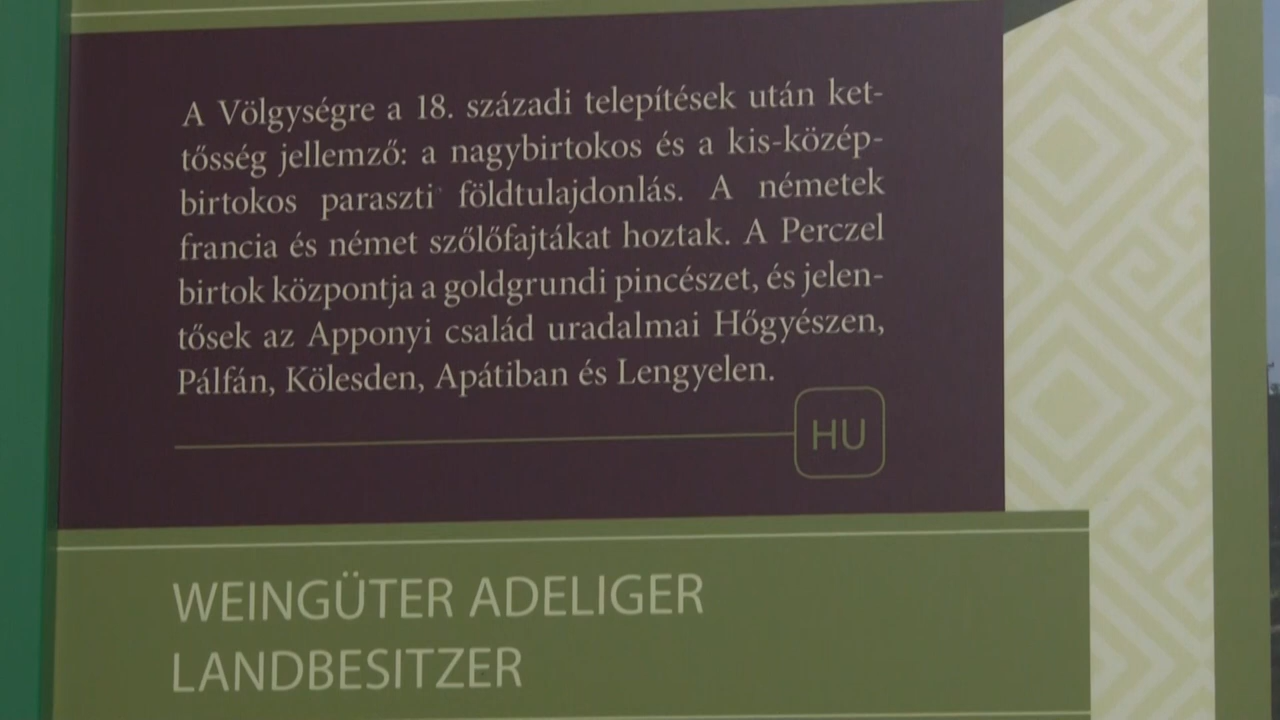 A Völgységre a 18. századi telepítések után ket-
tősség jellemző: a nagybirtokos és a kis-közép-
birtokos paraszti földtulajdonlás. A németek
francia és német szőlőfajtákat hoztak. A Perczel
birtok központja a goldgrundi pincészet, és jelen-
tősek az Apponyi család uradalmai Hőgyészen,
Pálfán, Kölesden, Apátiban és Lengyelen.
HU
WEINGÜTER ADELIGER
LANDBESITZER